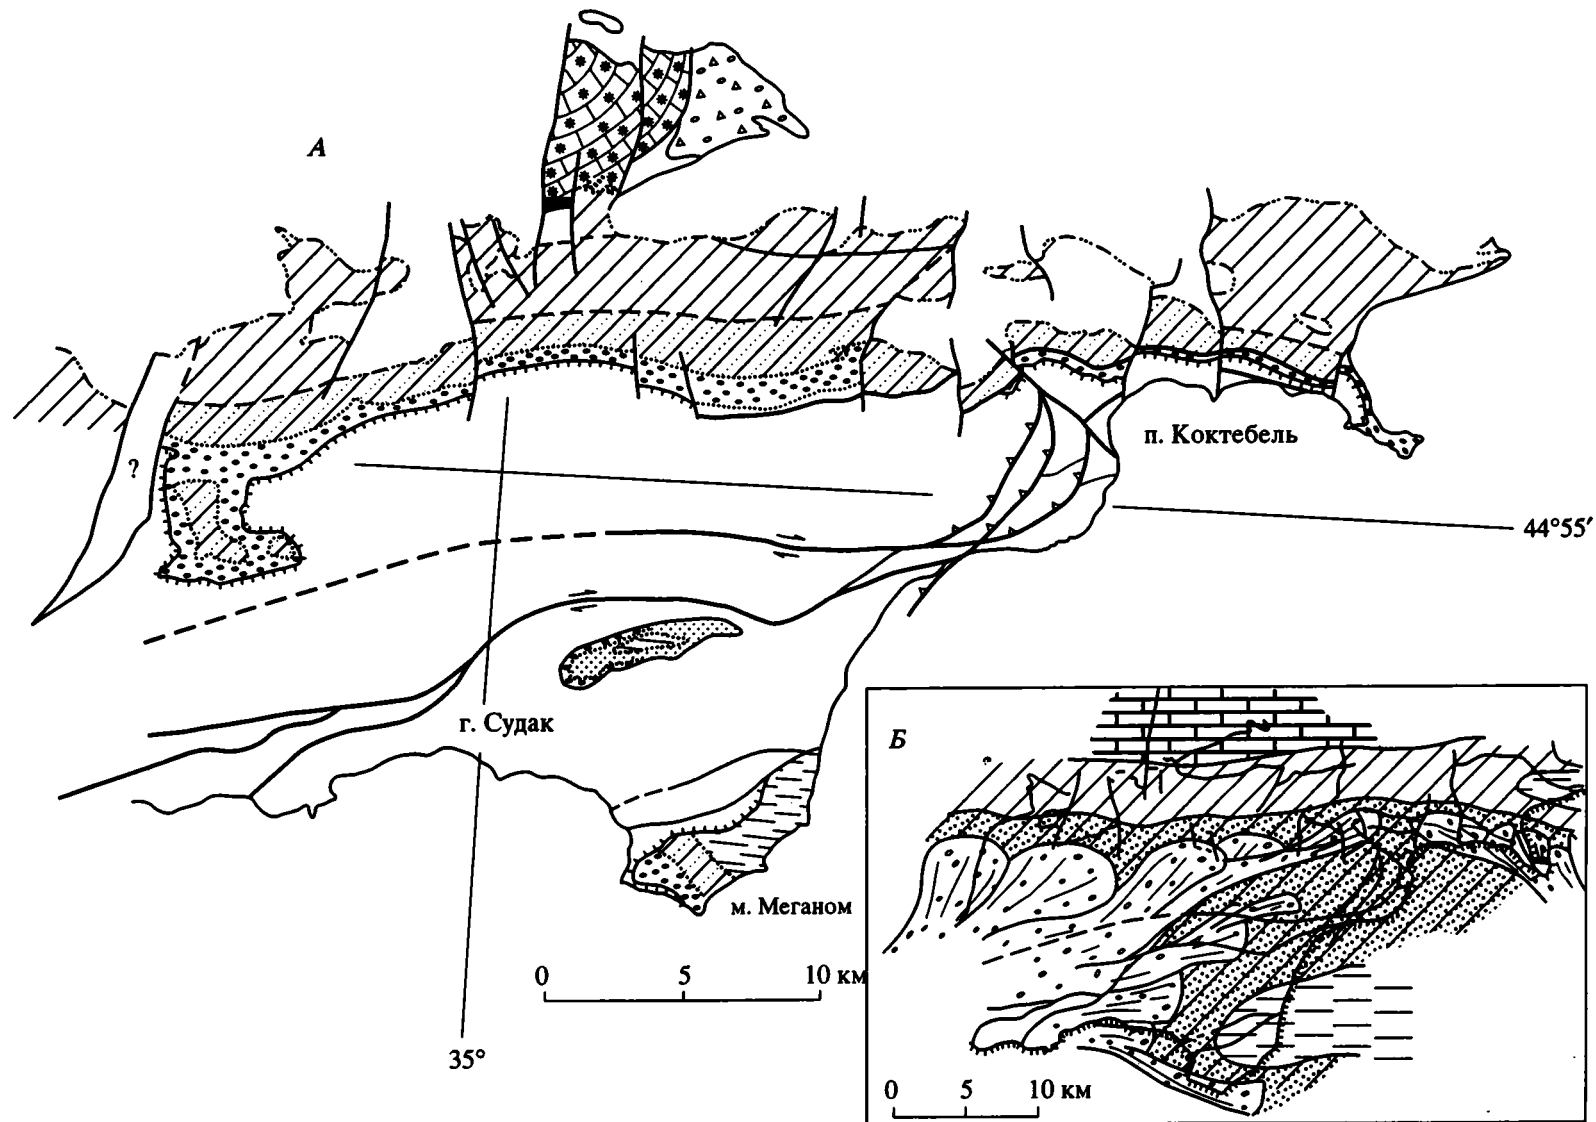 А
?
п. Коктебель
44°55′
г. Судак
м. Меганом
0 5 10 км
35°
Б
0 5 10 км